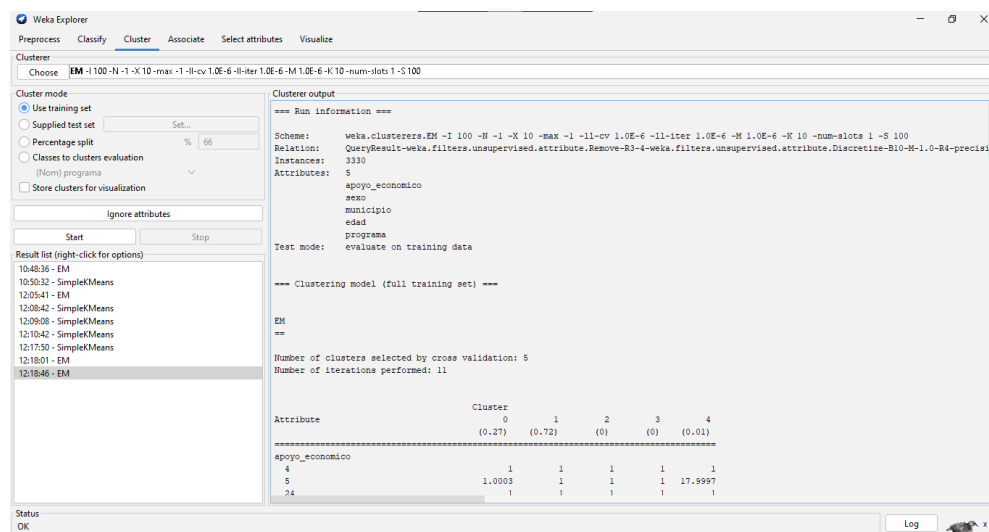 Weka Explorer
Preprocess Classify Cluster Associate Select attributes Visualize
Clusterer
Choose EM -I 100 -N -1 -X 10 -max -1 -ll-cv 1.0E-6 -ll-iter 1.0E-6 -M 1.0E-6 -K 10 -num-slots 1 -S 100
Cluster mode
Use training set
Supplied test set Set...
Percentage split % 66
Classes to clusters evaluation
(Nom) programa
Store clusters for visualization
Ignore attributes
Start Stop
Result list (right-click for options)
10:48:36 - EM
10:50:32 - SimpleKMeans
12:05:41 - EM
12:08:42 - SimpleKMeans
12:09:08 - SimpleKMeans
12:10:42 - SimpleKMeans
12:17:50 - SimpleKMeans
12:18:01 - EM
12:18:46 - EM
Clusterer output
=== Run information ===
Scheme: weka.clusterers.EM -I 100 -N -1 -X 10 -max -1 -ll-cv 1.0E-6 -ll-iter 1.0E-6 -M 1.0E-6 -K 10 -num-slots 1 -S 100
Relation: QueryResult-weka.filters.unsupervised.attribute.Remove-R3-4-weka.filters.unsupervised.attribute.Discretize-B10-M-1.0-R4-precisi
Instances: 3330
Attributes: 5
apoyo_economico
sexo
municipio
edad
programa
Test mode: evaluate on training data
=== Clustering model (full training set) ===
EM
==
Number of clusters selected by cross validation: 5
Number of iterations performed: 11
Cluster
Attribute 0 1 2 3 4
(0.27) (0.72) (0) (0) (0.01)
======================================================================================
apoyo_economico
4 1 1 1 1 1
5 1.0003 1 1 1 17.9997
24 1 1 1 1 1
Status
OK
Log x